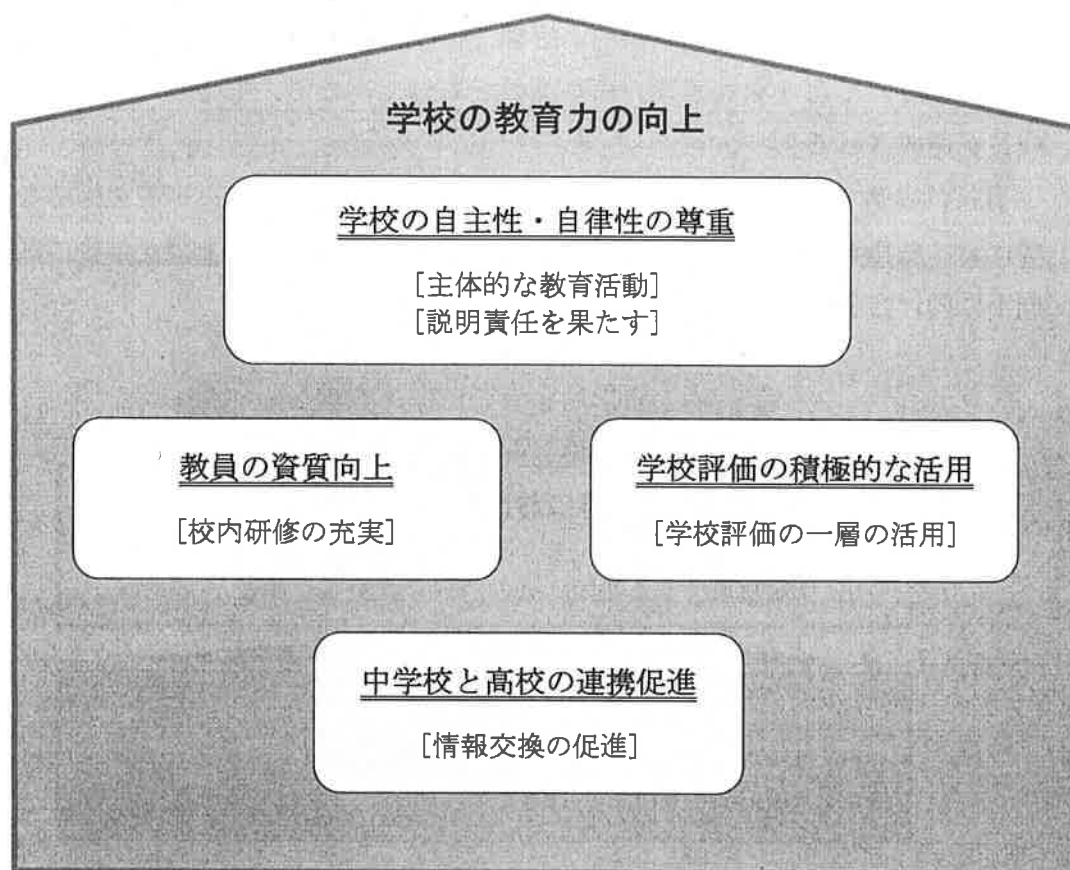 学校の教育力の向上
学校の自主性・自律性の尊重
[主体的な教育活動]
[説明責任を果たす]
教員の資質向上
[校内研修の充実]
学校評価の積極的な活用
[学校評価の一層の活用]
中学校と高校の連携促進
[情報交換の促進]